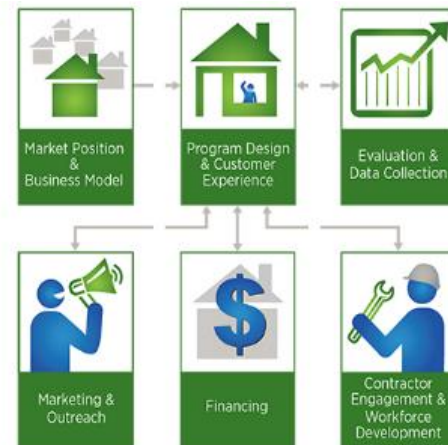 Market Position
&
Business Model
Program Design
& Customer
Experience
Evaluation &
Data Collection
$
Marketing &
Outreach
Financing
Contractor
Engagement &
Workforce
Development